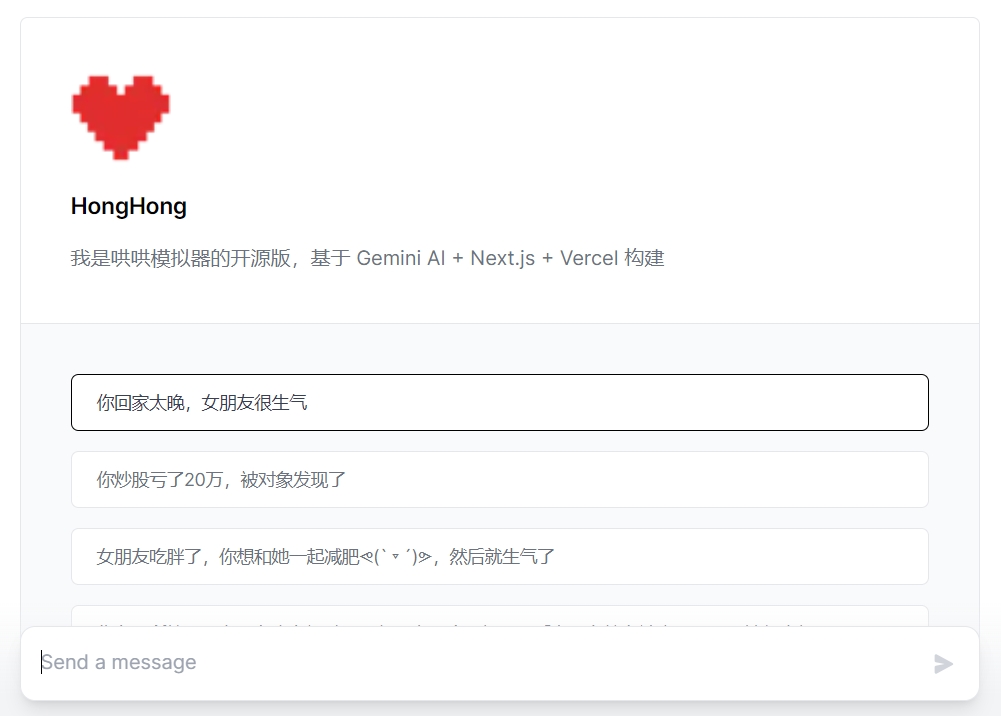 HongHong
我是哄哄模拟器的开源版，基于 Gemini AI + Next.js + Vercel 构建
你回家太晚，女朋友很生气
你炒股亏了20万，被对象发现了
女朋友吃胖了，你想和她一起减肥⋖(`▿´)⋗，然后就生气了
Send a message